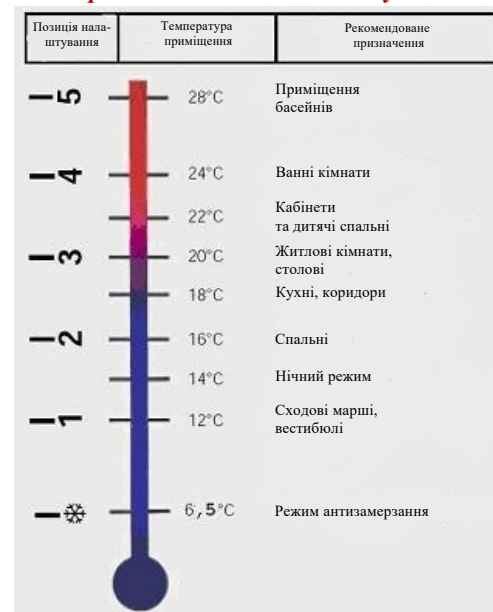 Позиція нала-
штування
Температура
приміщення
Рекомендоване
призначення
5 28°C Приміщення
басейнів
4 24°C Ванні кімнати
22°C Кабінети
та дитячі спальні
3 20°C Житлові кімнати,
столові
18°C Кухні, коридори
2 16°C Спальні
14°C Нічний режим
1 12°C Сходові марші,
вестибюлі
6,5°C Режим антизамерзання